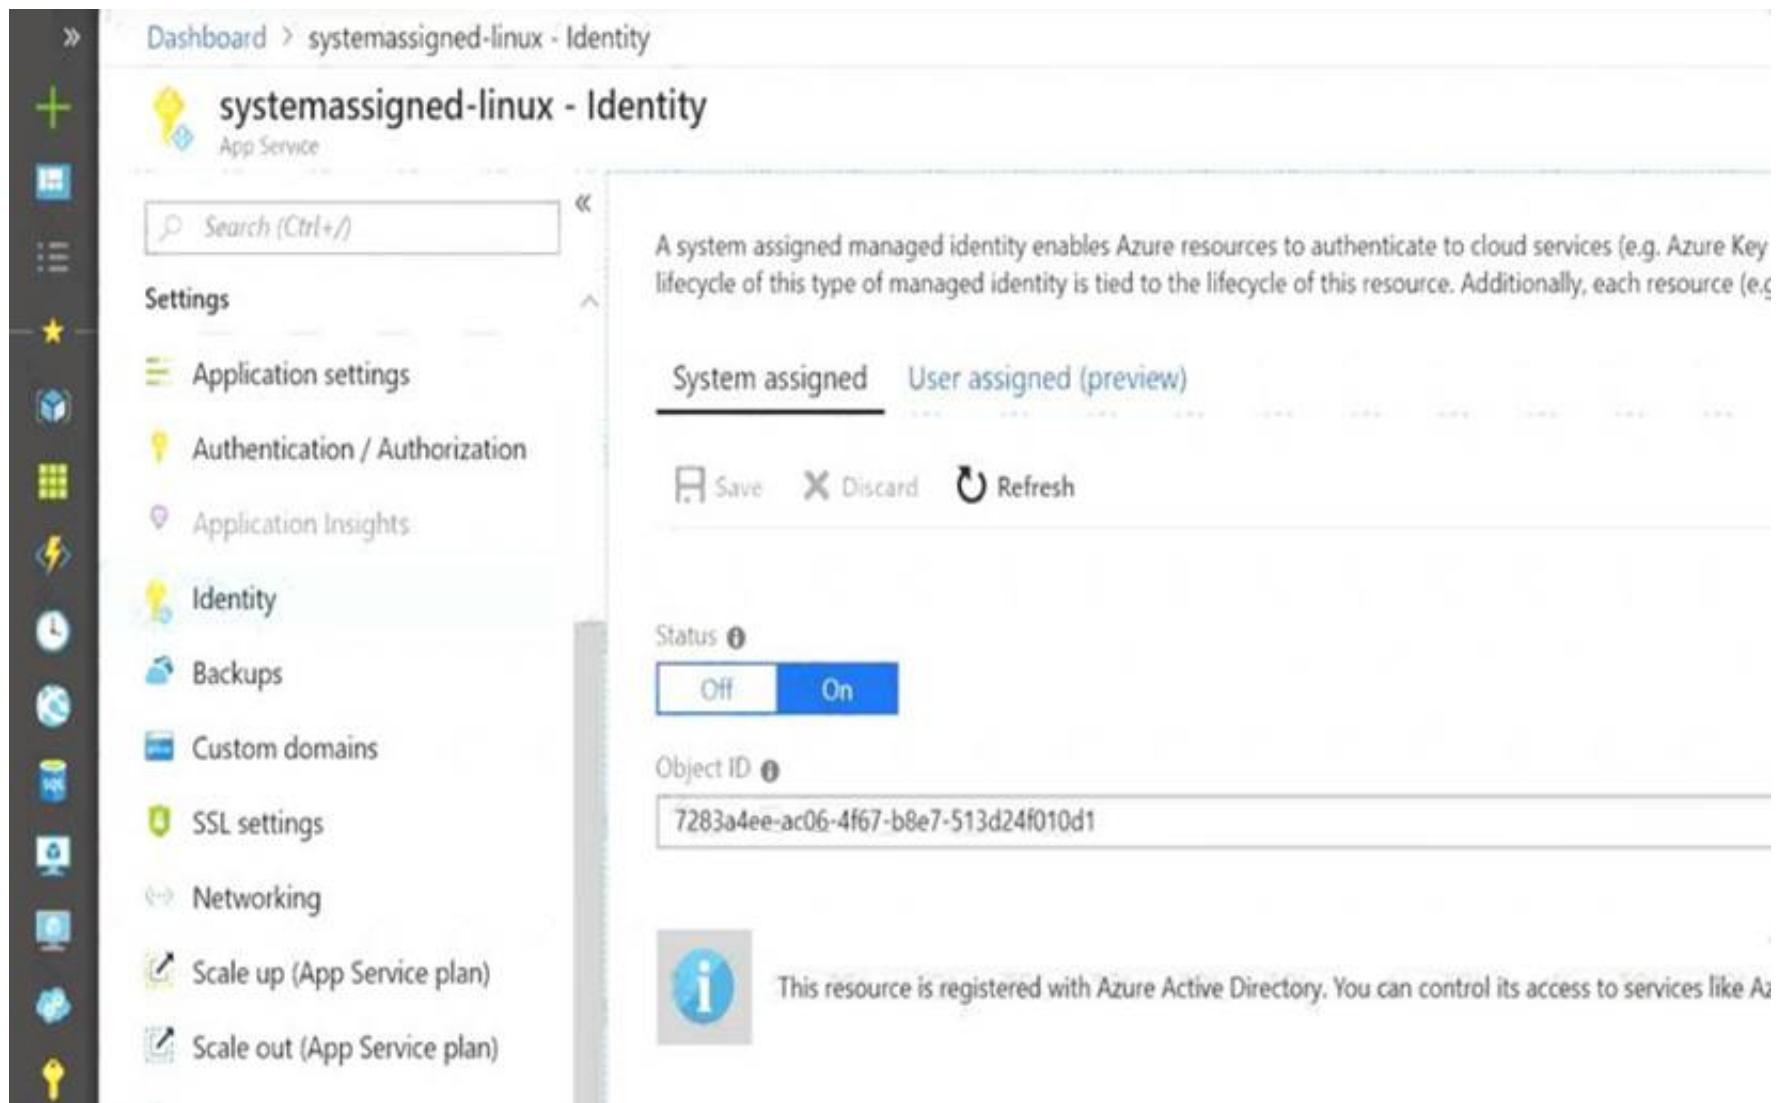 Dashboard > systemassigned-linux - Identity
systemassigned-linux - Identity
App Service
Search (Ctrl+/)
Settings
Application settings
Authentication / Authorization
Application Insights
Identity
Backups
Custom domains
SSL settings
Networking
Scale up (App Service plan)
Scale out (App Service plan)
A system assigned managed identity enables Azure resources to authenticate to cloud services (e.g. Azure Key
lifecycle of this type of managed identity is tied to the lifecycle of this resource. Additionally, each resource (e.g
System assigned User assigned (preview)
Save Discard Refresh
Status
Off On
Object ID
7283a4ee-ac06-4f67-b8e7-513d24f010d1
This resource is registered with Azure Active Directory. You can control its access to services like Az